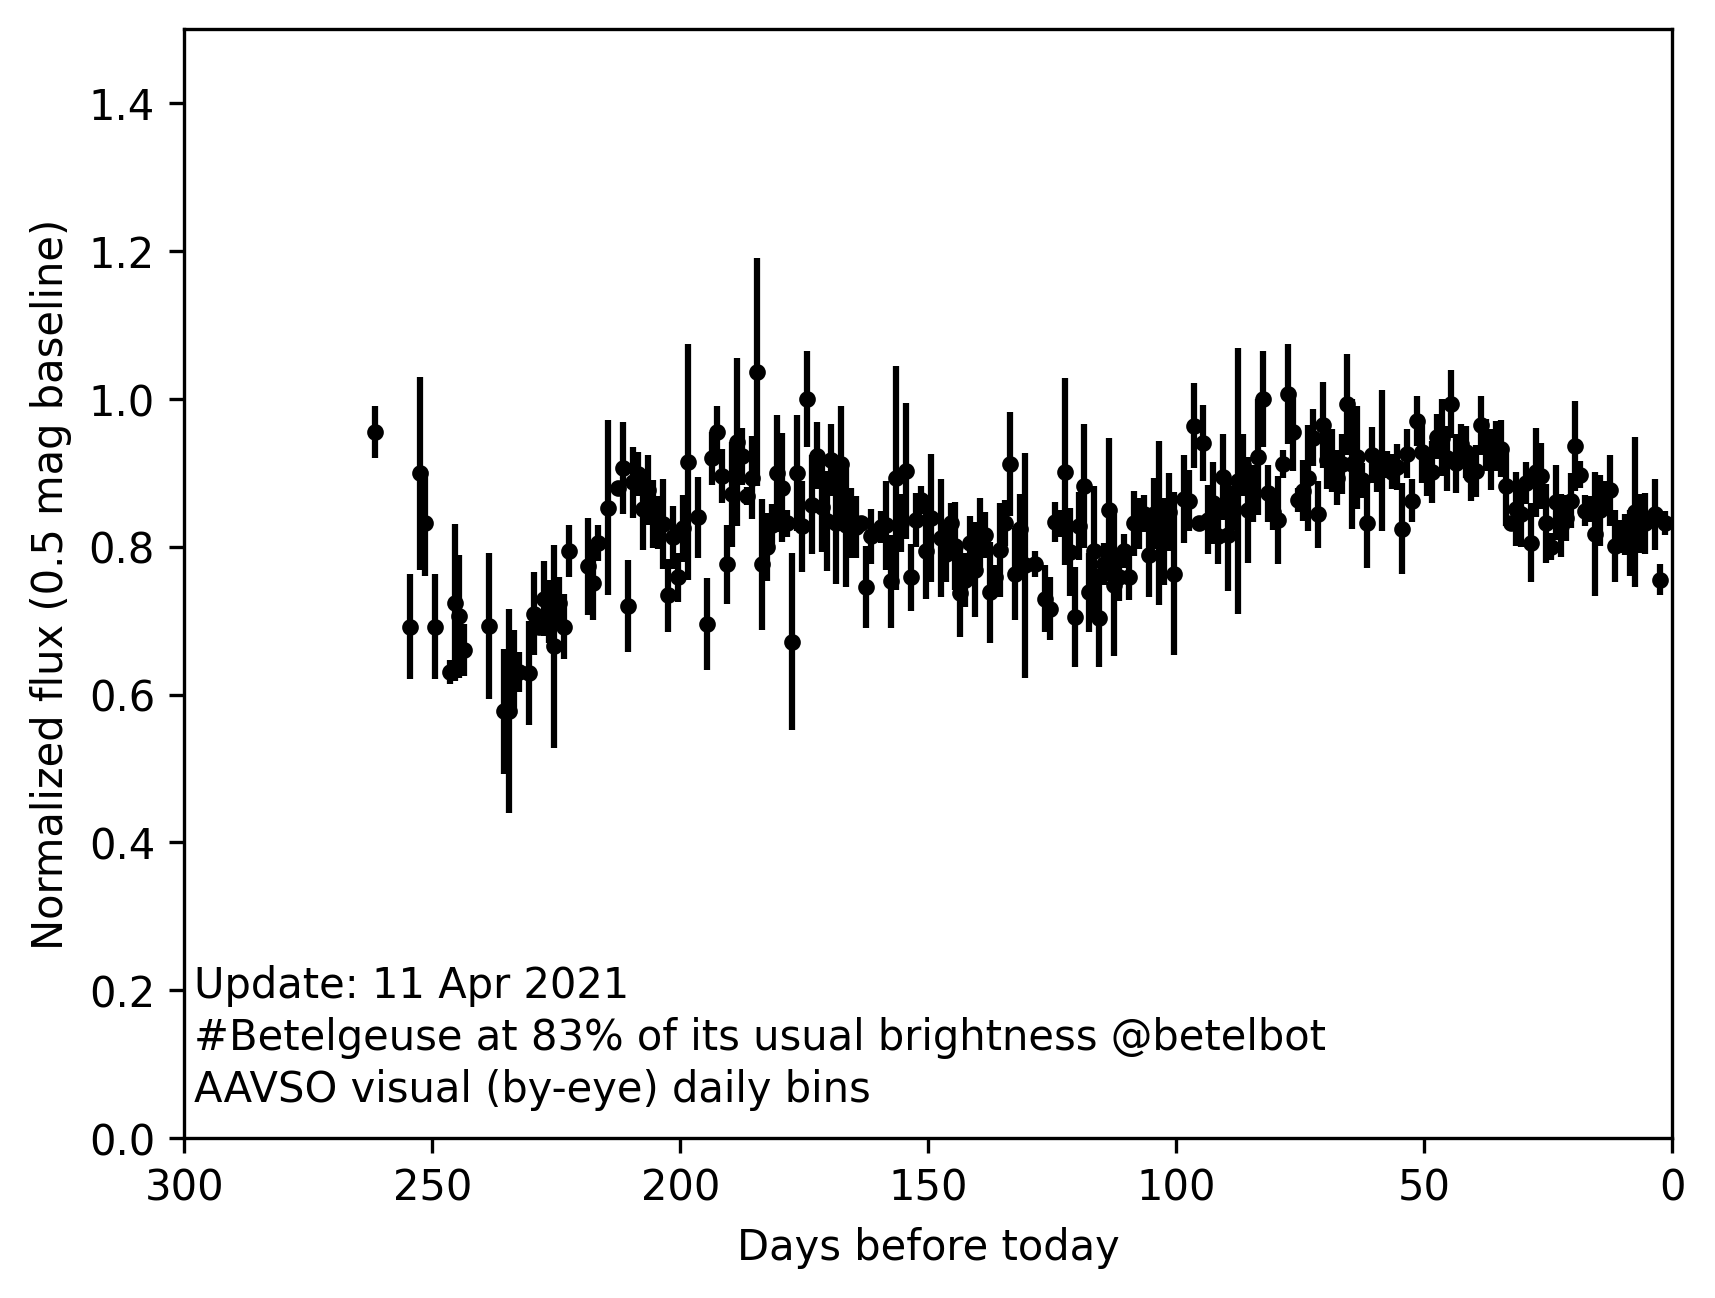 1.4
1.2
1.0
0.8
0.6
0.4
0.2
0.0
Normalized flux (0.5 mag baseline)
Update: 11 Apr 2021
#Betelgeuse at 83% of its usual brightness @betelbot
AAVSO visual (by-eye) daily bins
300 250 200 150 100 50 0
Days before today